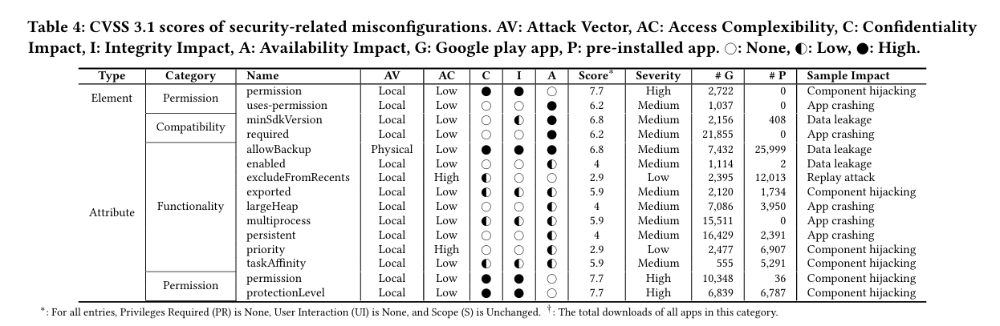 Table 4: CVSS 3.1 scores of security-related misconfigurations. AV: Attack Vector, AC: Access Complexibility, C: Confidentiality
Impact, I: Integrity Impact, A: Availability Impact, G: Google play app, P: pre-installed app. ○: None, ◐: Low, ●: High.
Type Category Name AV AC C I A Score* Severity # G # P Sample Impact
Element Permission permission Local Low ● ● ○ 7.7 High 2,722 0 Component hijacking
uses-permission Local Low ○ ○ ● 6.2 Medium 1,037 0 App crashing
Attribute Compatibility minSdkVersion Local Low ○ ◐ ● 6.8 Medium 2,156 408 Data leakage
required Local Low ○ ○ ● 6.2 Medium 21,855 0 App crashing
Functionality allowBackup Physical Low ● ● ● 6.8 Medium 7,432 25,999 Data leakage
enabled Local Low ○ ○ ◐ 4 Medium 1,114 2 Data leakage
excludeFromRecents Local High ◐ ○ ○ 2.9 Low 2,395 12,013 Replay attack
exported Local Low ◐ ◐ ◐ 5.9 Medium 2,120 1,734 Component hijacking
largeHeap Local Low ○ ○ ◐ 4 Medium 7,086 3,950 App crashing
multiprocess Local Low ◐ ◐ ◐ 5.9 Medium 15,511 0 App crashing
persistent Local Low ○ ○ ◐ 4 Medium 16,429 2,391 App crashing
priority Local High ○ ○ ◐ 2.9 Low 2,477 6,907 Component hijacking
taskAffinity Local Low ◐ ◐ ◐ 5.9 Medium 555 5,291 Component hijacking
Permission permission Local Low ● ● ○ 7.7 High 10,348 36 Component hijacking
protectionLevel Local Low ● ● ○ 7.7 High 6,839 6,787 Component hijacking
*: For all entries, Privileges Required (PR) is None, User Interaction (UI) is None, and Scope (S) is Unchanged. †: The total downloads of all apps in this category.